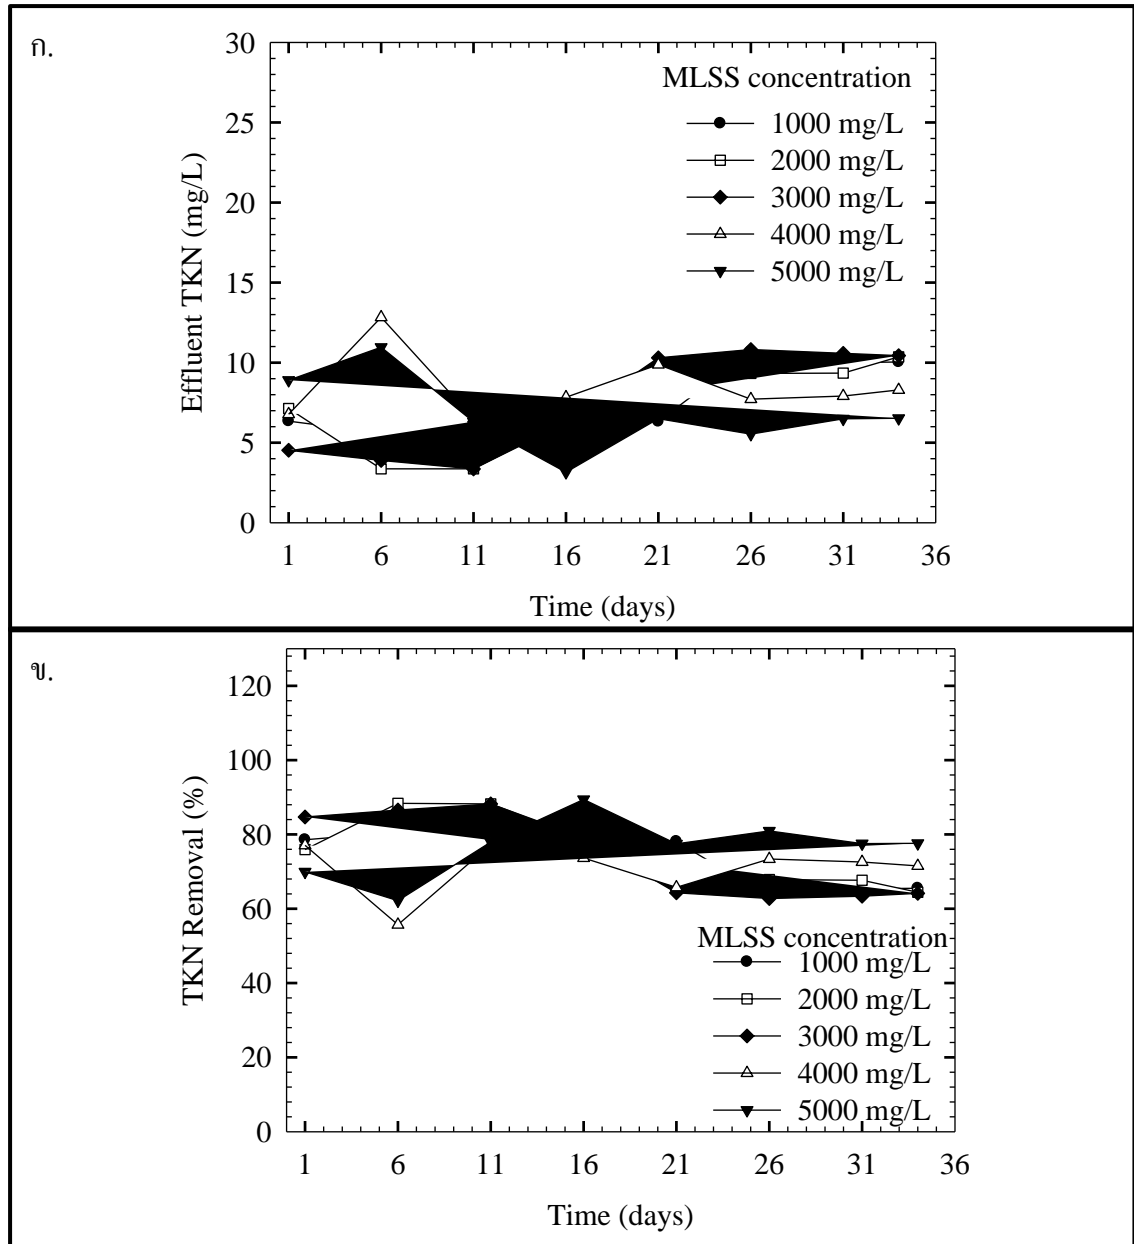 ก.
30
25
20
15
10
5
0
Effluent TKN (mg/L)
MLSS concentration
1000 mg/L
2000 mg/L
3000 mg/L
4000 mg/L
5000 mg/L
1 6 11 16 21 26 31 36
Time (days)
ข.
120
100
80
60
40
20
0
TKN Removal (%)
MLSS concentration
1000 mg/L
2000 mg/L
3000 mg/L
4000 mg/L
5000 mg/L
1 6 11 16 21 26 31 36
Time (days)